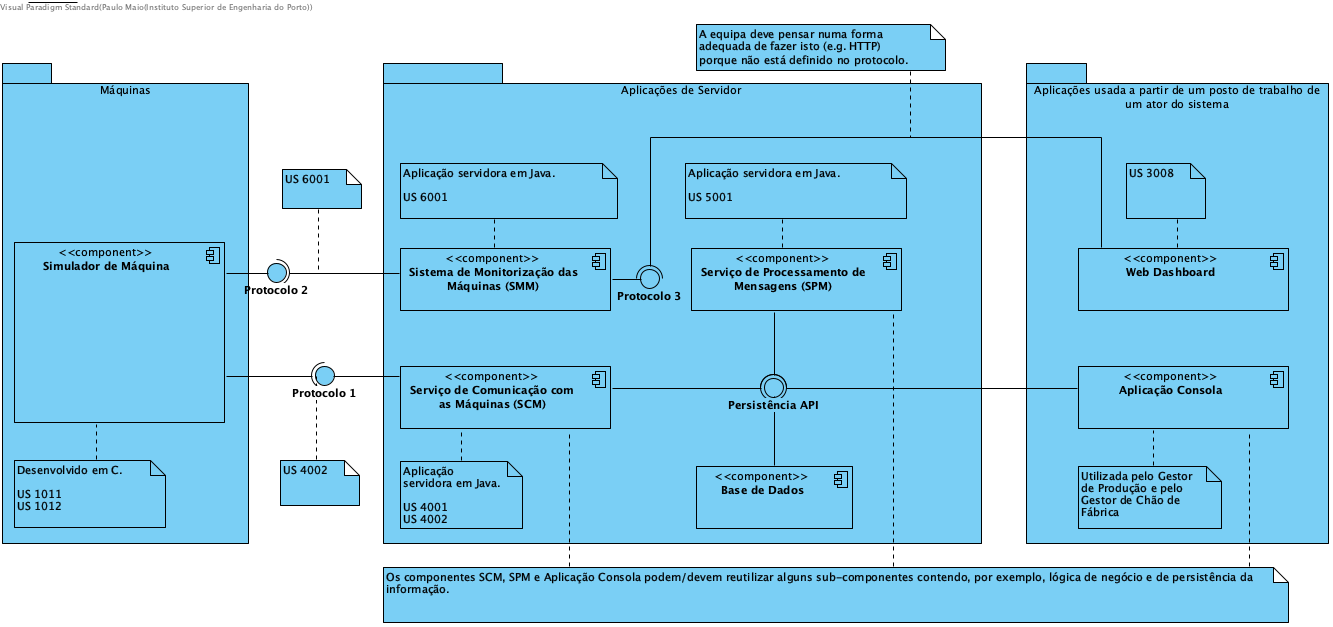 Visual Paradigm Standard(Paulo Maio(Instituto Superior de Engenharia do Porto))
A equipa deve pensar numa forma
adequada de fazer isto (e.g. HTTP)
porque não está definido no protocolo.
Máquinas
Aplicações de Servidor
Aplicações usada a partir de um posto de trabalho de
um ator do sistema
US 6001
Aplicação servidora em Java.
US 6001
Aplicação servidora em Java.
US 5001
US 3008
<<component>>
Simulador de Máquina
Protocolo 2
<<component>>
Sistema de Monitorização das
Máquinas (SMM)
Protocolo 3
<<component>>
Serviço de Processamento de
Mensagens (SPM)
<<component>>
Web Dashboard
Protocolo 1
<<component>>
Serviço de Comunicação com
as Máquinas (SCM)
Persistência API
<<component>>
Aplicação Consola
Desenvolvido em C.
US 1011
US 1012
US 4002
Aplicação
servidora em Java.
US 4001
US 4002
<<component>>
Base de Dados
Utilizada pelo Gestor
de Produção e pelo
Gestor de Chão de
Fábrica
Os componentes SCM, SPM e Aplicação Consola podem/devem reutilizar alguns sub-componentes contendo, por exemplo, lógica de negócio e de persistência da
informação.